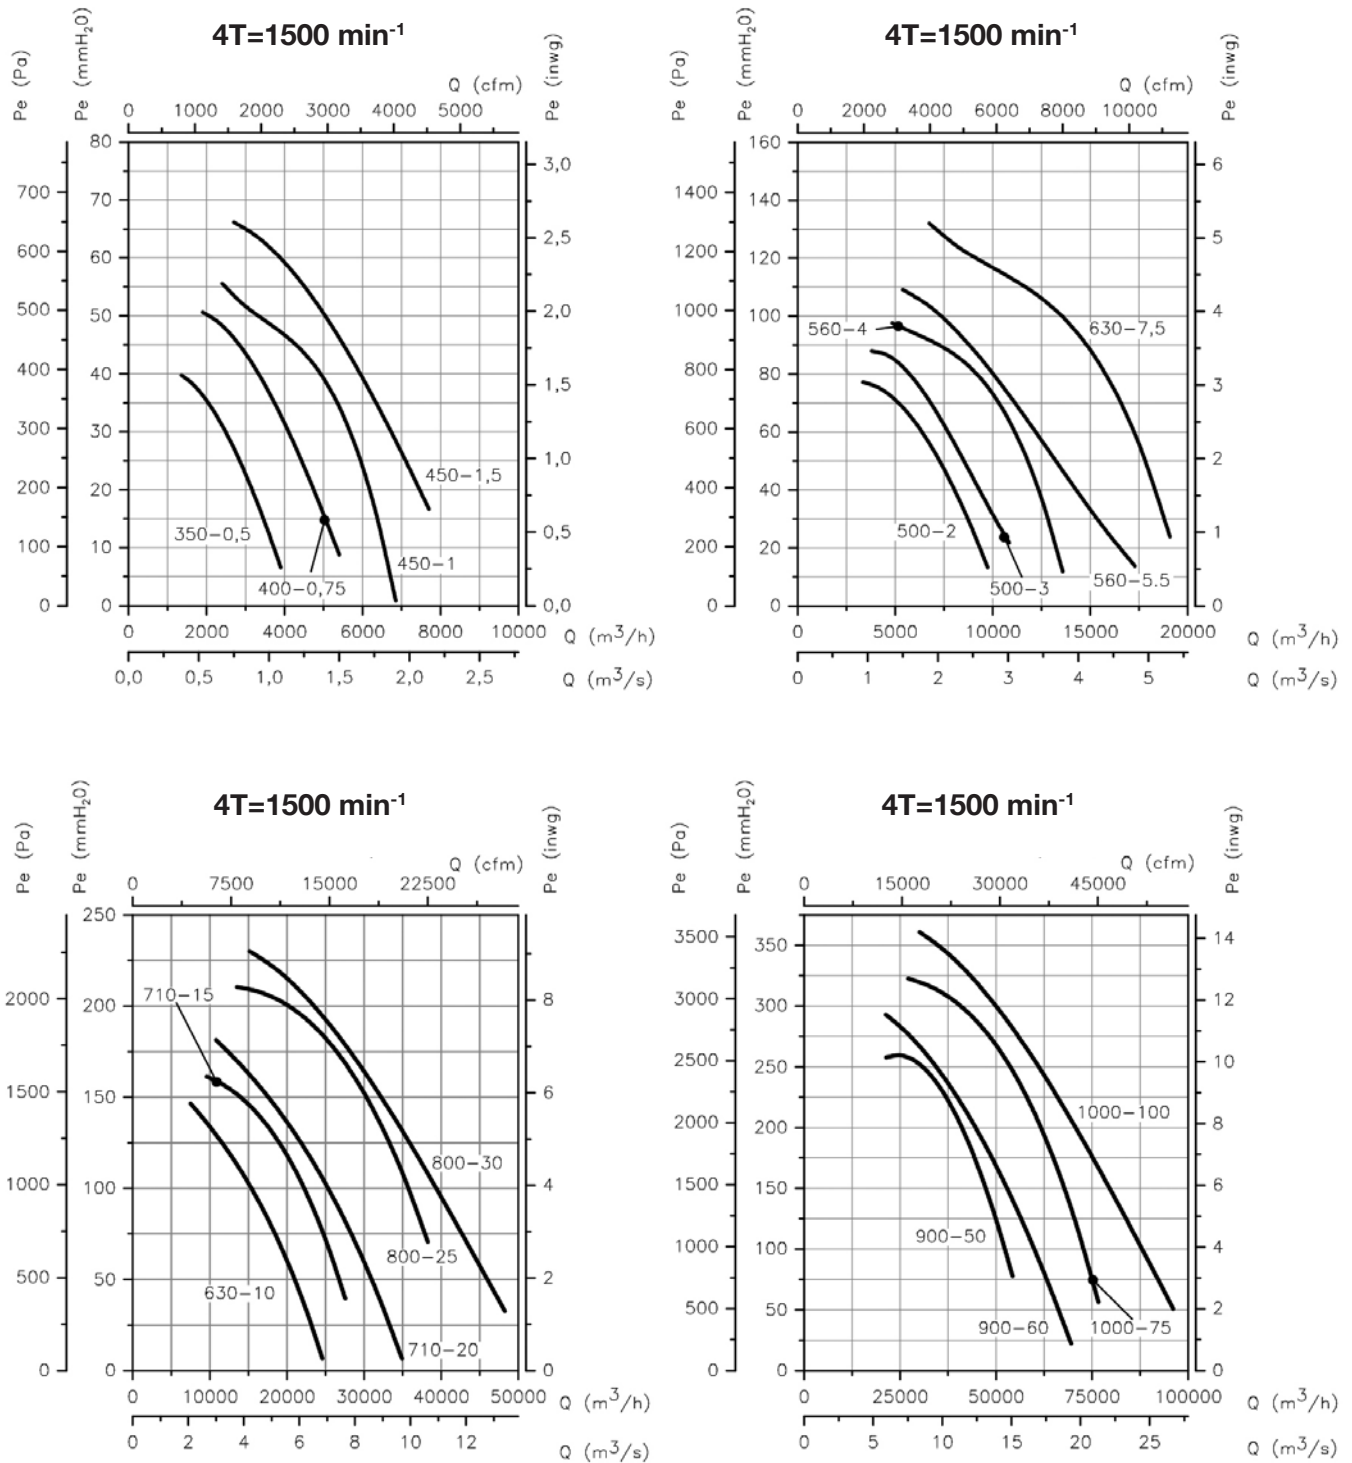 4T=1500 min-1
Pe (Pa)
Pe (mmH2O)
Pe (inwg)
Q (cfm)
0 1000 2000 3000 4000 5000
80 70 60 50 40 30 20 10 0
700 600 500 400 300 200 100 0
3,0 2,5 2,0 1,5 1,0 0,5 0,0
450-1,5
350-0,5
450-1
400-0,75
0 2000 4000 6000 8000 10000 Q (m3/h)
0,0 0,5 1,0 1,5 2,0 2,5 Q (m3/s)
4T=1500 min-1
Pe (Pa)
Pe (mmH2O)
Pe (inwg)
Q (cfm)
0 2000 4000 6000 8000 10000
160 140 120 100 80 60 40 20 0
1400 1200 1000 800 600 400 200 0
6 5 4 3 2 1 0
560-4
630-7,5
500-2
560-5.5
500-3
0 5000 10000 15000 20000 Q (m3/h)
0 1 2 3 4 5 Q (m3/s)
4T=1500 min-1
Pe (Pa)
Pe (mmH2O)
Pe (inwg)
Q (cfm)
0 7500 15000 22500
250 200 150 100 50 0
2000 1500 1000 500 0
8 6 4 2 0
710-15
800-30
800-25
630-10
710-20
0 10000 20000 30000 40000 50000 Q (m3/h)
0 2 4 6 8 10 12 Q (m3/s)
4T=1500 min-1
Pe (Pa)
Pe (mmH2O)
Pe (inwg)
Q (cfm)
0 15000 30000 45000
350 300 250 200 150 100 50 0
3500 3000 2500 2000 1500 1000 500 0
14 12 10 8 6 4 2 0
1000-100
900-50
900-60
1000-75
0 25000 50000 75000 100000 Q (m3/h)
0 5 10 15 20 25 Q (m3/s)